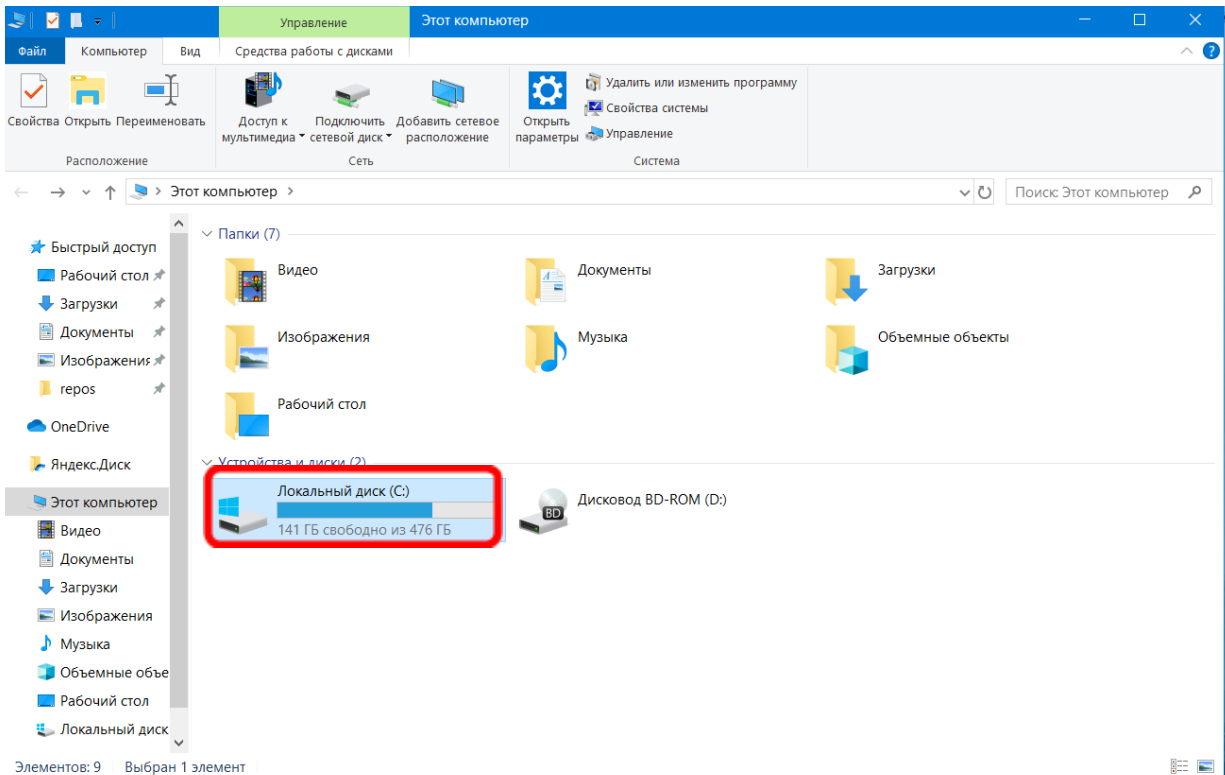 Управление
Этот компьютер
Файл
Компьютер
Вид
Средства работы с дисками
Свойства
Открыть
Переименовать
Доступ к
мультимедиа
Подключить
сетевой диск
Добавить сетевое
расположение
Открыть
параметры
Удалить или изменить программу
Свойства системы
Управление
Расположение
Сеть
Система
Этот компьютер
Поиск: Этот компьютер
Быстрый доступ
Рабочий стол
Загрузки
Документы
Изображения
repos
OneDrive
Яндекс.Диск
Этот компьютер
Видео
Документы
Загрузки
Изображения
Музыка
Объемные объе
Рабочий стол
Локальный диск
Папки (7)
Видео
Документы
Загрузки
Изображения
Музыка
Объемные объекты
Рабочий стол
Устройства и диски (2)
Локальный диск (C:)
141 ГБ свободно из 476 ГБ
BD
Дисковод BD-ROM (D:)
Элементов: 9
Выбран 1 элемент